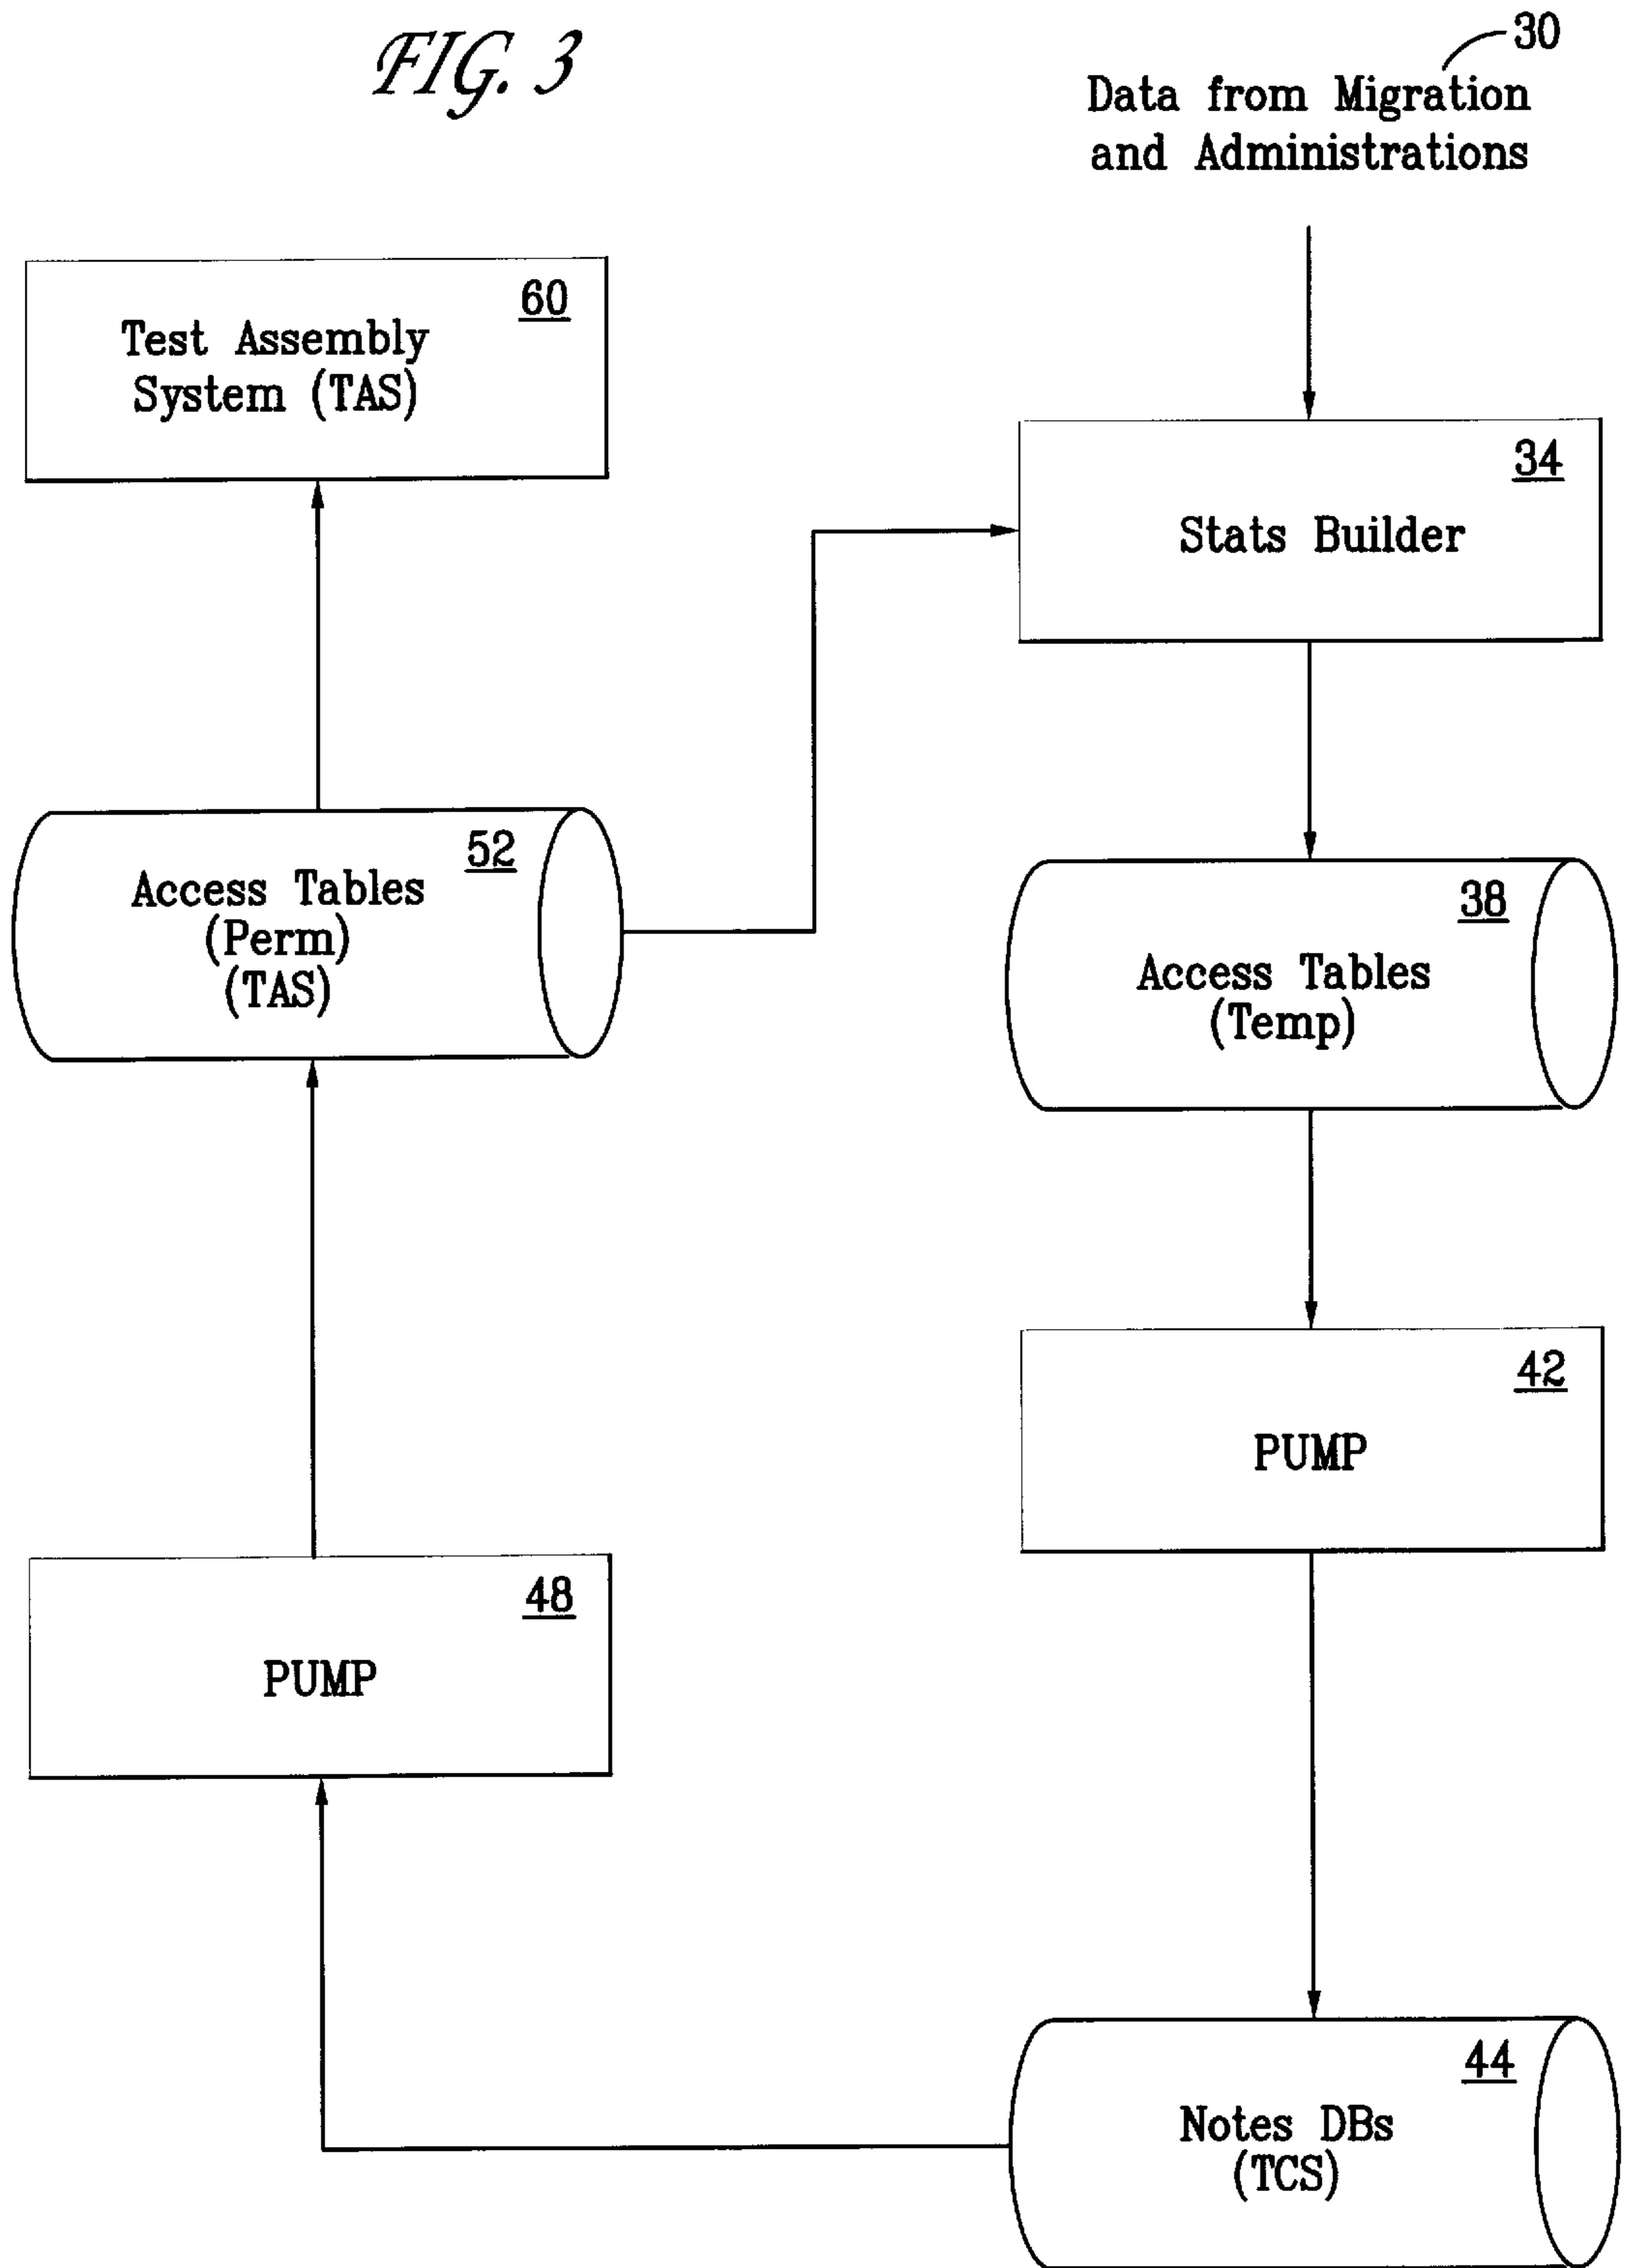 FIG. 3
30
Data from Migration
and Administrations
60
Test Assembly
System (TAS)
34
Stats Builder
52
Access Tables
(Perm)
(TAS)
38
Access Tables
(Temp)
42
PUMP
48
PUMP
44
Notes DBs
(TCS)